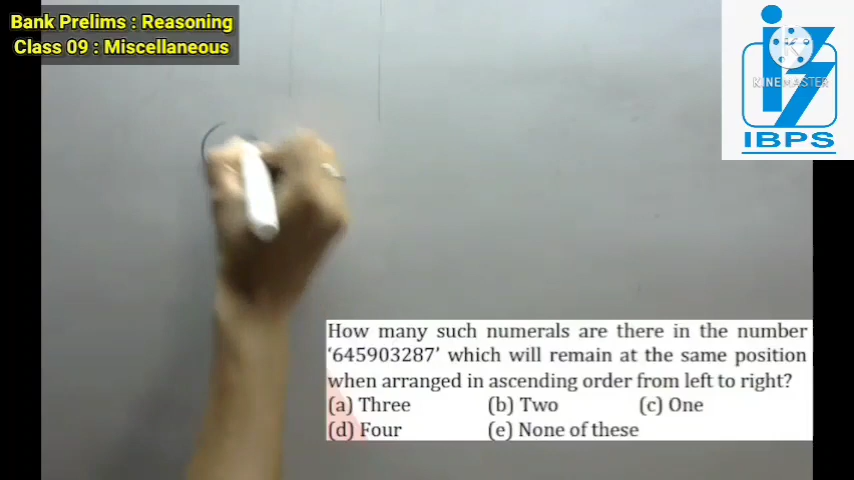 Bank Prelims : Reasoning
Class 09 : Miscellaneous
KINEMASTER
IBPS
How many such numerals are there in the number
‘645903287’ which will remain at the same position
when arranged in ascending order from left to right?
(a) Three (b) Two (c) One
(d) Four (e) None of these